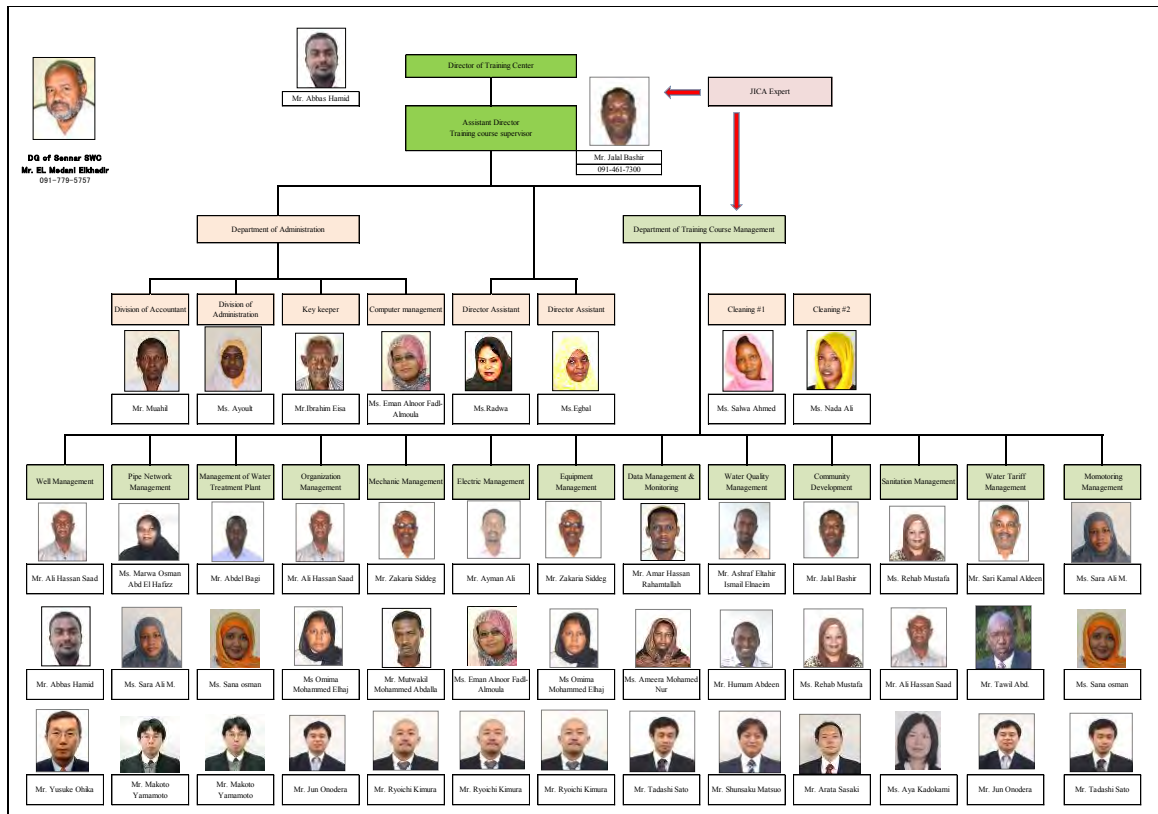 Director of Training Center
Mr. Abbas Hamid
JICA Expert
Assistant Director
Training course supervisor
DG of Sennar SWC
Mr. EL Medani Elkhadir
091-779-5757
Mr. Jalal Bashir
091-461-7300
Department of Administration
Department of Training Course Management
Division of Accountant
Division of
Administration
Key keeper
Computer management
Director Assistant
Director Assistant
Cleaning #1
Cleaning #2
Mr. Muahil
Ms. Ayoult
Mr.Ibrahim Eisa
Ms. Eman Alnoor Fadl-
Almoula
Ms.Radwa
Ms.Egbal
Ms. Salwa Ahmed
Ms. Nada Ali
Well Management
Pipe Network
Management
Management of Water
Treatment Plant
Organization
Management
Mechanic Management
Electric Management
Equipment
Management
Data Management &
Monitoring
Water Quality
Management
Community
Development
Sanitation Management
Water Tariff
Management
Momotoring
Management
Mr. Ali Hassan Saad
Ms. Marwa Osman
Abd El Hafizz
Mr. Abdel Bagi
Mr. Ali Hassan Saad
Mr. Zakaria Siddeg
Mr. Ayman Ali
Mr. Zakaria Siddeg
Mr. Amar Hassan
Rahamtallah
Mr. Ashraf Eltahir
Ismail Elnaeim
Mr. Jalal Bashir
Ms. Rehab Mustafa
Mr. Sari Kamal Aldeen
Ms. Sara Ali M.
Mr. Abbas Hamid
Ms. Sara Ali M.
Ms. Sana osman
Ms Omima
Mohammed Elhaj
Mr. Mutwakil
Mohammed Abdalla
Ms. Eman Alnoor Fadl-
Almoula
Ms Omima
Mohammed Elhaj
Ms. Ameera Mohamed
Nur
Mr. Humam Abdeen
Ms. Rehab Mustafa
Mr. Ali Hassan Saad
Mr. Tawil Abd.
Ms. Sana osman
Mr. Yusuke Ohika
Mr. Makoto
Yamamoto
Mr. Makoto
Yamamoto
Mr. Jun Onodera
Mr. Ryoichi Kimura
Mr. Ryoichi Kimura
Mr. Ryoichi Kimura
Mr. Tadashi Sato
Mr. Shunsaku Matsuo
Mr. Arata Sasaki
Ms. Aya Kadokami
Mr. Jun Onodera
Mr. Tadashi Sato